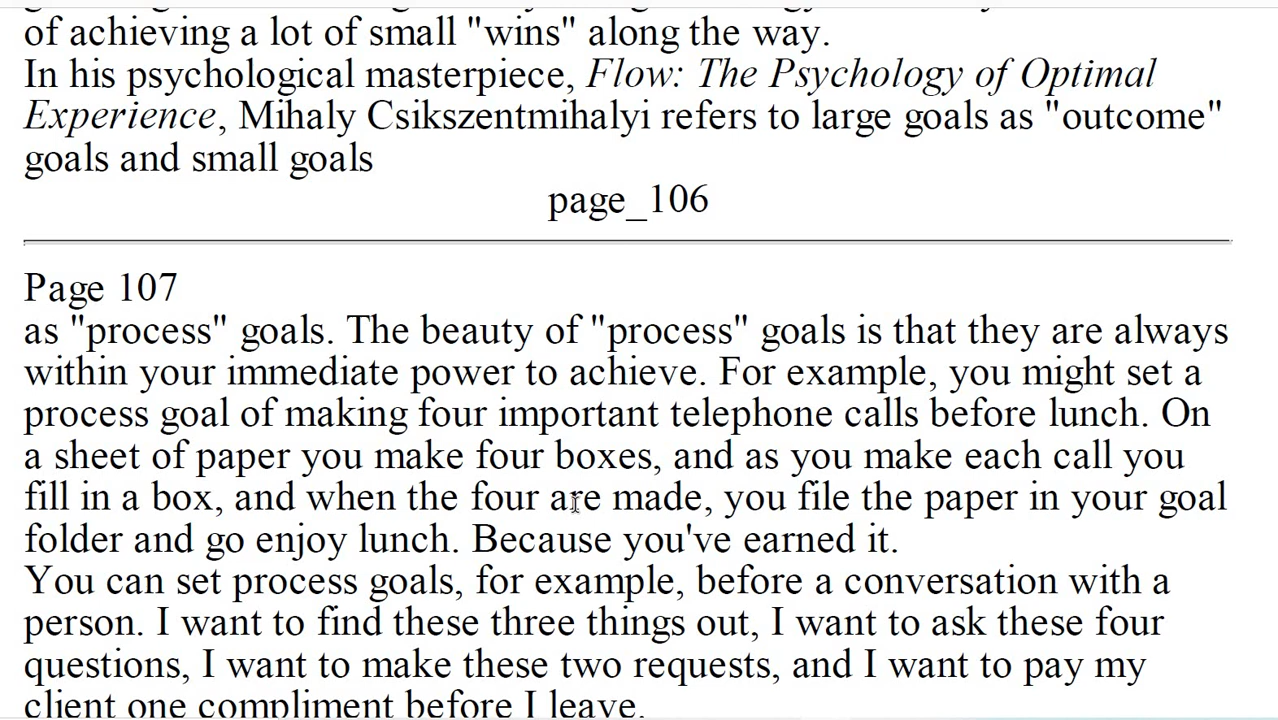 of achieving a lot of small "wins" along the way.
In his psychological masterpiece, Flow: The Psychology of Optimal
Experience, Mihaly Csikszentmihalyi refers to large goals as "outcome"
goals and small goals
page_106
Page 107
as "process" goals. The beauty of "process" goals is that they are always
within your immediate power to achieve. For example, you might set a
process goal of making four important telephone calls before lunch. On
a sheet of paper you make four boxes, and as you make each call you
fill in a box, and when the four are made, you file the paper in your goal
folder and go enjoy lunch. Because you've earned it.
You can set process goals, for example, before a conversation with a
person. I want to find these three things out, I want to ask these four
questions, I want to make these two requests, and I want to pay my
client one compliment before I leave.